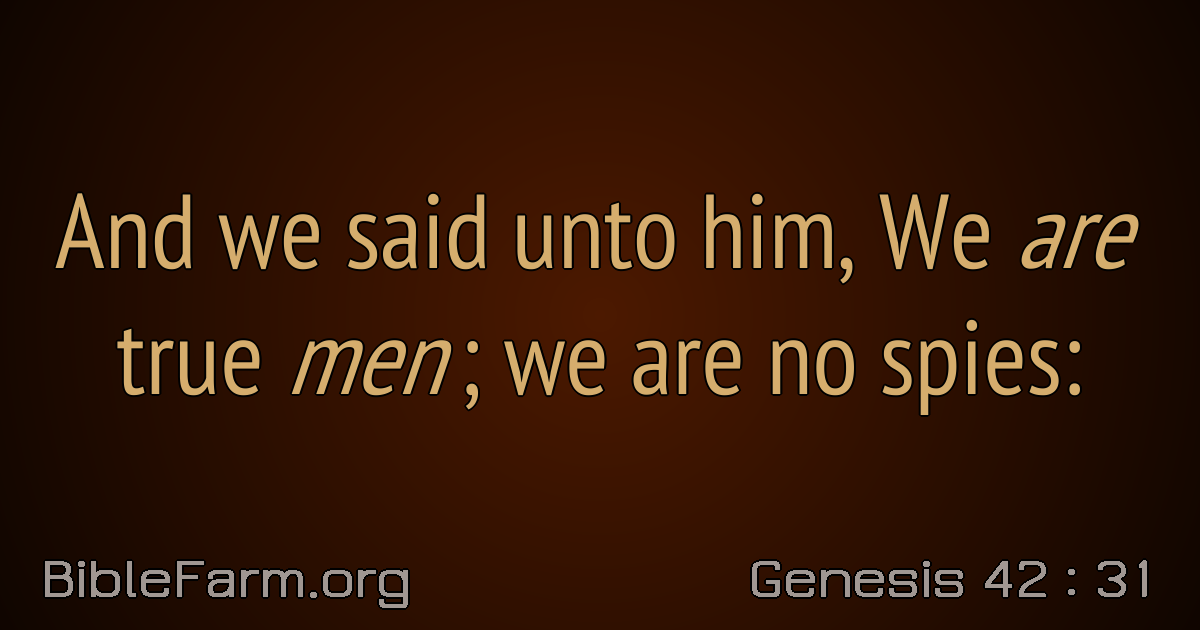 And we said unto him, We are
true men; we are no spies:
BibleFarm.org
Genesis 42 : 31